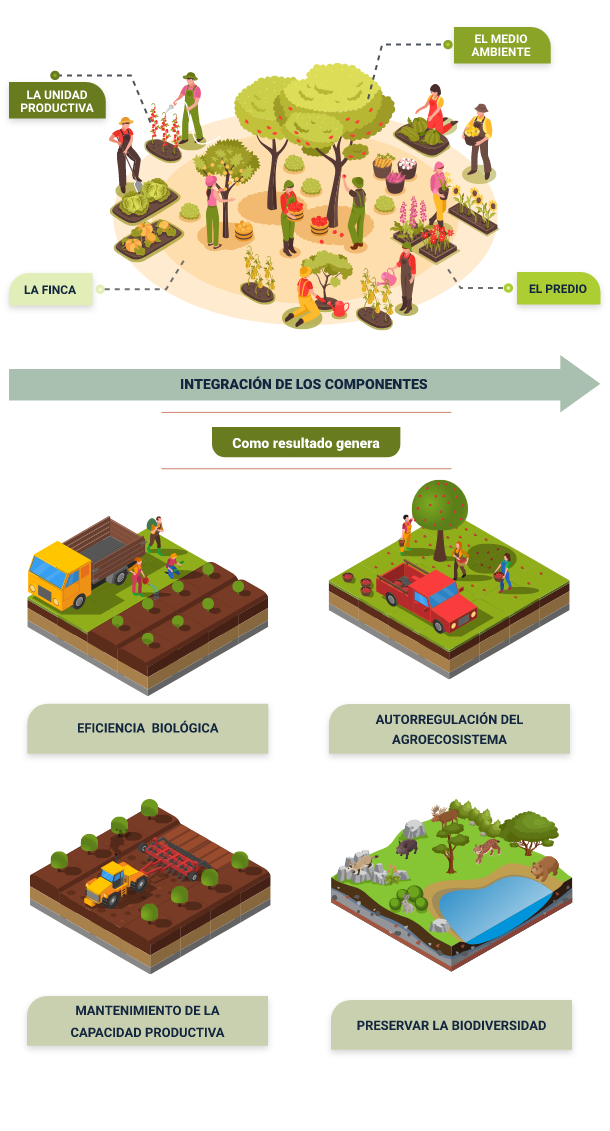 EL MEDIO
AMBIENTE
LA UNIDAD
PRODUCTIVA
LA FINCA
EL PREDIO
INTEGRACIÓN DE LOS COMPONENTES
Como resultado genera
EFICIENCIA BIOLÓGICA
AUTORREGULACIÓN DEL
AGROECOSISTEMA
MANTENIMIENTO DE LA
CAPACIDAD PRODUCTIVA
PRESERVAR LA BIODIVERSIDAD